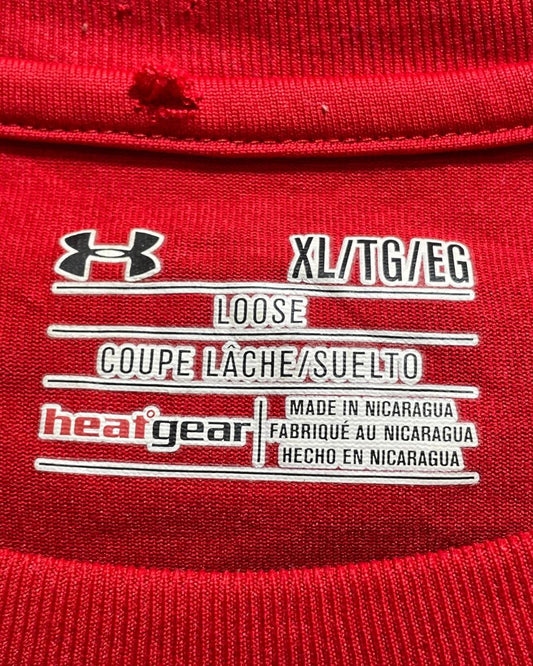 XL/TG/EG
LOOSE
COUPE LÂCHE/SUELTO
heatgear
MADE IN NICARAGUA
FABRIQUÉ AU NICARAGUA
HECHO EN NICARAGUA